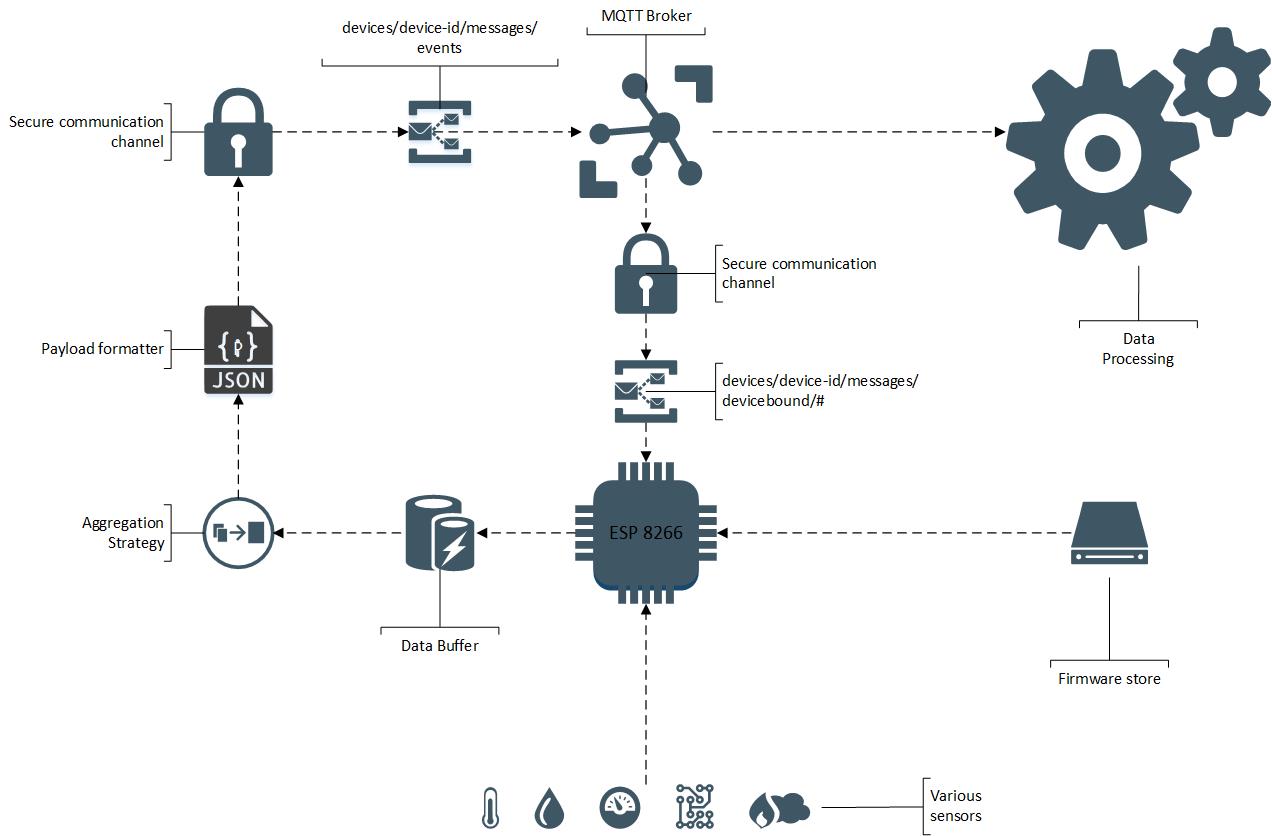 MQTT Broker
devices/device-id/messages/
events
Secure communication
channel
Secure communication
channel
Data
Processing
Payload formatter
{p}
JSON
devices/device-id/messages/
devicebound/#
Aggregation
Strategy
ESP 8266
Data Buffer
Firmware store
Various
sensors